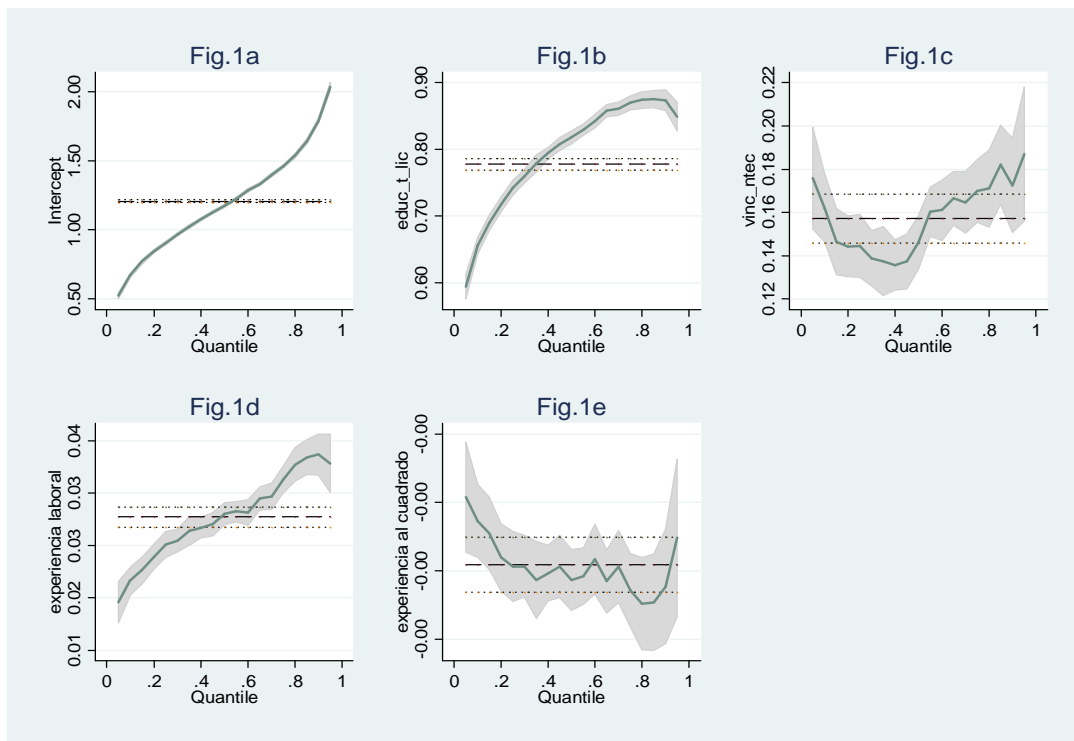 Fig.1a
Intercept
2.00
1.50
1.00
0.50
0 .2 .4 .6 .8 1
Quantile
Fig.1b
educ_t_lic
0.90
0.80
0.70
0.60
0 .2 .4 .6 .8 1
Quantile
Fig.1c
vinc_ntec
0.22
0.20
0.18
0.16
0.14
0.12
0 .2 .4 .6 .8 1
Quantile
Fig.1d
experiencia laboral
0.04
0.03
0.03
0.02
0.01
0 .2 .4 .6 .8 1
Quantile
Fig.1e
experiencia al cuadrado
-0.00
-0.00
-0.00
-0.00
0 .2 .4 .6 .8 1
Quantile